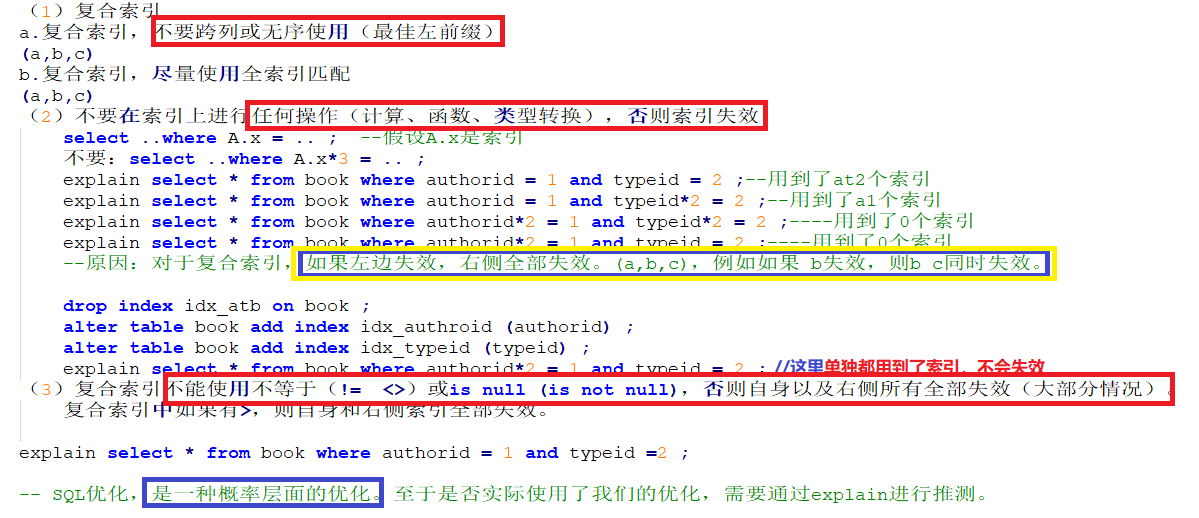 （1）复合索引
a.复合索引，不要跨列或无序使用（最佳左前缀）
(a,b,c)
b.复合索引，尽量使用全索引匹配
(a,b,c)
（2）不要在索引上进行任何操作（计算、函数、类型转换），否则索引失效
select ..where A.x = .. ;  --假设A.x是索引
不要：select ..where A.x*3 = .. ;
explain select * from book where authorid = 1 and typeid = 2 ;--用到了at2个索引
explain select * from book where authorid = 1 and typeid*2 = 2 ;--用到了a1个索引
explain select * from book where authorid*2 = 1 and typeid*2 = 2 ;----用到了0个索引
explain select * from book where authorid*2 = 1 and typeid = 2 ;----用到了0个索引
--原因：对于复合索引，如果左边失效，右侧全部失效。(a,b,c)，例如如果 b失效，则b c同时失效。
drop index idx_atb on book ;
alter table book add index idx_authroid (authorid) ;
alter table book add index idx_typeid (typeid) ;
explain select * from book where authorid*2 = 1 and typeid = 2 ; //这里单独都用到了索引，不会失效
（3）复合索引不能使用不等于（!=  <>）或is null (is not null)，否则自身以及右侧所有全部失效（大部分情况）。
复合索引中如果有>，则自身和右侧索引全部失效。
explain select * from book where authorid = 1 and typeid =2 ;
-- SQL优化，是一种概率层面的优化。至于是否实际使用了我们的优化，需要通过explain进行推测。